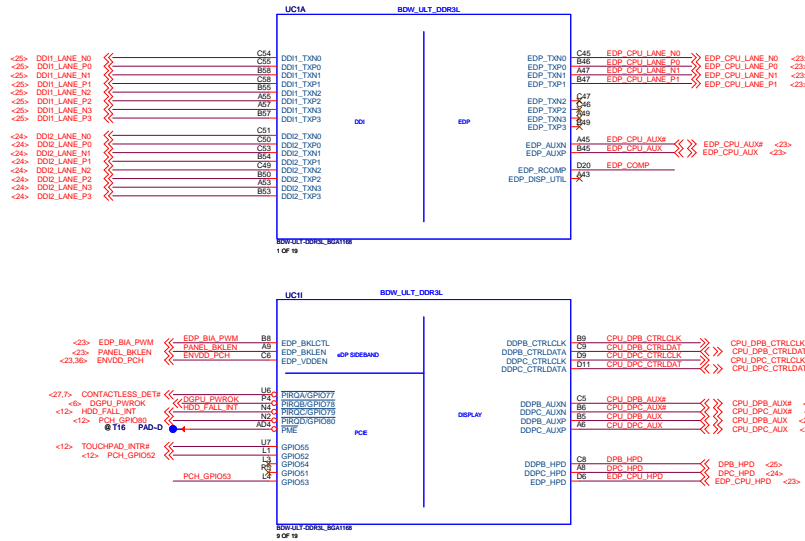 UC1A BDW_ULT_DDR3L
<25> DDI1_LANE_N0 C54 DDI1_TXN0 EDP_TXN0 C45 EDP_CPU_LANE_N0 EDP_CPU_LANE_N0 <23>
<25> DDI1_LANE_P0 C55 DDI1_TXP0 EDP_TXP0 B46 EDP_CPU_LANE_P0 EDP_CPU_LANE_P0 <23>
<25> DDI1_LANE_N1 B58 DDI1_TXN1 EDP_TXN1 A47 EDP_CPU_LANE_N1 EDP_CPU_LANE_N1 <23>
<25> DDI1_LANE_P1 C58 DDI1_TXP1 EDP_TXP1 B47 EDP_CPU_LANE_P1 EDP_CPU_LANE_P1 <23>
<25> DDI1_LANE_N2 B55 DDI1_TXN2 EDP_TXN2 C47
<25> DDI1_LANE_P2 A55 DDI1_TXP2 EDP_TXP2 C46
<25> DDI1_LANE_N3 A57 DDI1_TXN3 EDP_TXN3 A49
<25> DDI1_LANE_P3 B57 DDI1_TXP3 EDP_TXP3 B49
DDI EDP
<24> DDI2_LANE_N0 C51 DDI2_TXN0
<24> DDI2_LANE_P0 C50 DDI2_TXP0 EDP_AUXN A45 EDP_CPU_AUX# EDP_CPU_AUX# <23>
<24> DDI2_LANE_N1 C53 DDI2_TXN1 EDP_AUXP B45 EDP_CPU_AUX EDP_CPU_AUX <23>
<24> DDI2_LANE_P1 B54 DDI2_TXP1
<24> DDI2_LANE_N2 C49 DDI2_TXN2 EDP_RCOMP D20 EDP_COMP
<24> DDI2_LANE_P2 B50 DDI2_TXP2 EDP_DISP_UTIL A43
<24> DDI2_LANE_N3 A53 DDI2_TXN3
<24> DDI2_LANE_P3 B53 DDI2_TXP3
BDW-ULT-DDR3L_BGA1168
1 OF 19
UC1I BDW_ULT_DDR3L
<23> EDP_BIA_PWM EDP_BIA_PWM B8 EDP_BKLCTL DDPB_CTRLCLK B9 CPU_DPB_CTRLCLK CPU_DPB_CTRLCLK
<23> PANEL_BKLEN PANEL_BKLEN A9 EDP_BKLEN eDP SIDEBAND DDPB_CTRLDATA C9 CPU_DPB_CTRLDAT CPU_DPB_CTRLDAT
<23,36> ENVDD_PCH ENVDD_PCH C6 EDP_VDDEN DDPC_CTRLCLK D9 CPU_DPC_CTRLCLK CPU_DPC_CTRLCLK
DDPC_CTRLDATA D11 CPU_DPC_CTRLDAT CPU_DPC_CTRLDAT
<27,7> CONTACTLESS_DET# U6 PIRQA/GPIO77
<6> DGPU_PWROK DGPU_PWROK P4 PIRQB/GPIO78 DDPB_AUXN C5 CPU_DPB_AUX# CPU_DPB_AUX#
<12> HDD_FALL_INT HDD_FALL_INT N4 PIRQC/GPIO79 DDPC_AUXN B6 CPU_DPC_AUX# CPU_DPC_AUX#
<12> PCH_GPIO80 N2 PIRQD/GPIO80 DISPLAY DDPB_AUXP B5 CPU_DPB_AUX CPU_DPB_AUX
@ T16 PAD~D AD4 PME PCIE DDPC_AUXP A6 CPU_DPC_AUX CPU_DPC_AUX
<12> TOUCHPAD_INTR# U7 GPIO55
<12> PCH_GPIO52 L1 GPIO52
L3 GPIO54 DDPB_HPD C8 DPB_HPD DPB_HPD <25>
R5 GPIO51 DDPC_HPD A8 DPC_HPD DPC_HPD <24>
PCH_GPIO53 L4 GPIO53 EDP_HPD D6 EDP_CPU_HPD EDP_CPU_HPD <23>
BDW-ULT-DDR3L_BGA1168
9 OF 19